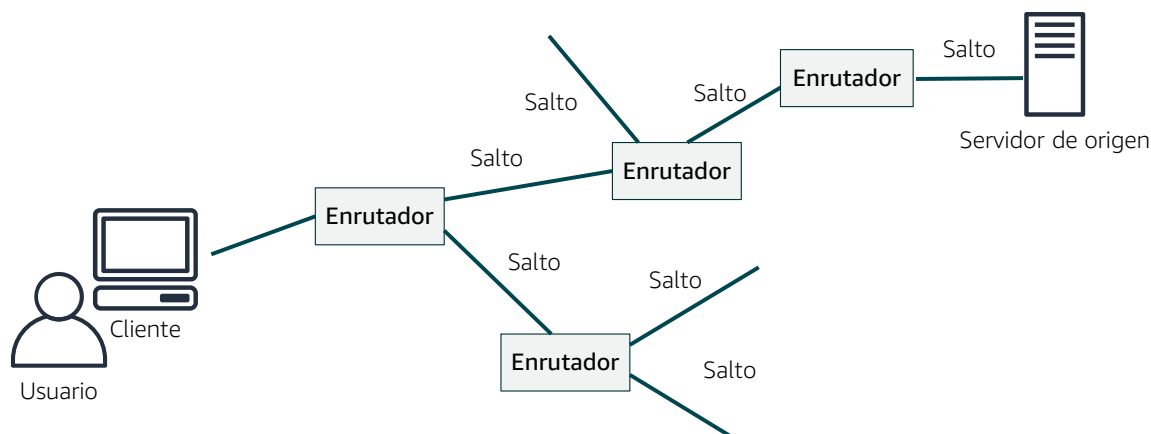 Salto
Enrutador
Servidor de origen
Salto
Salto
Salto
Enrutador
Enrutador
Salto
Salto
Cliente
Enrutador
Salto
Usuario